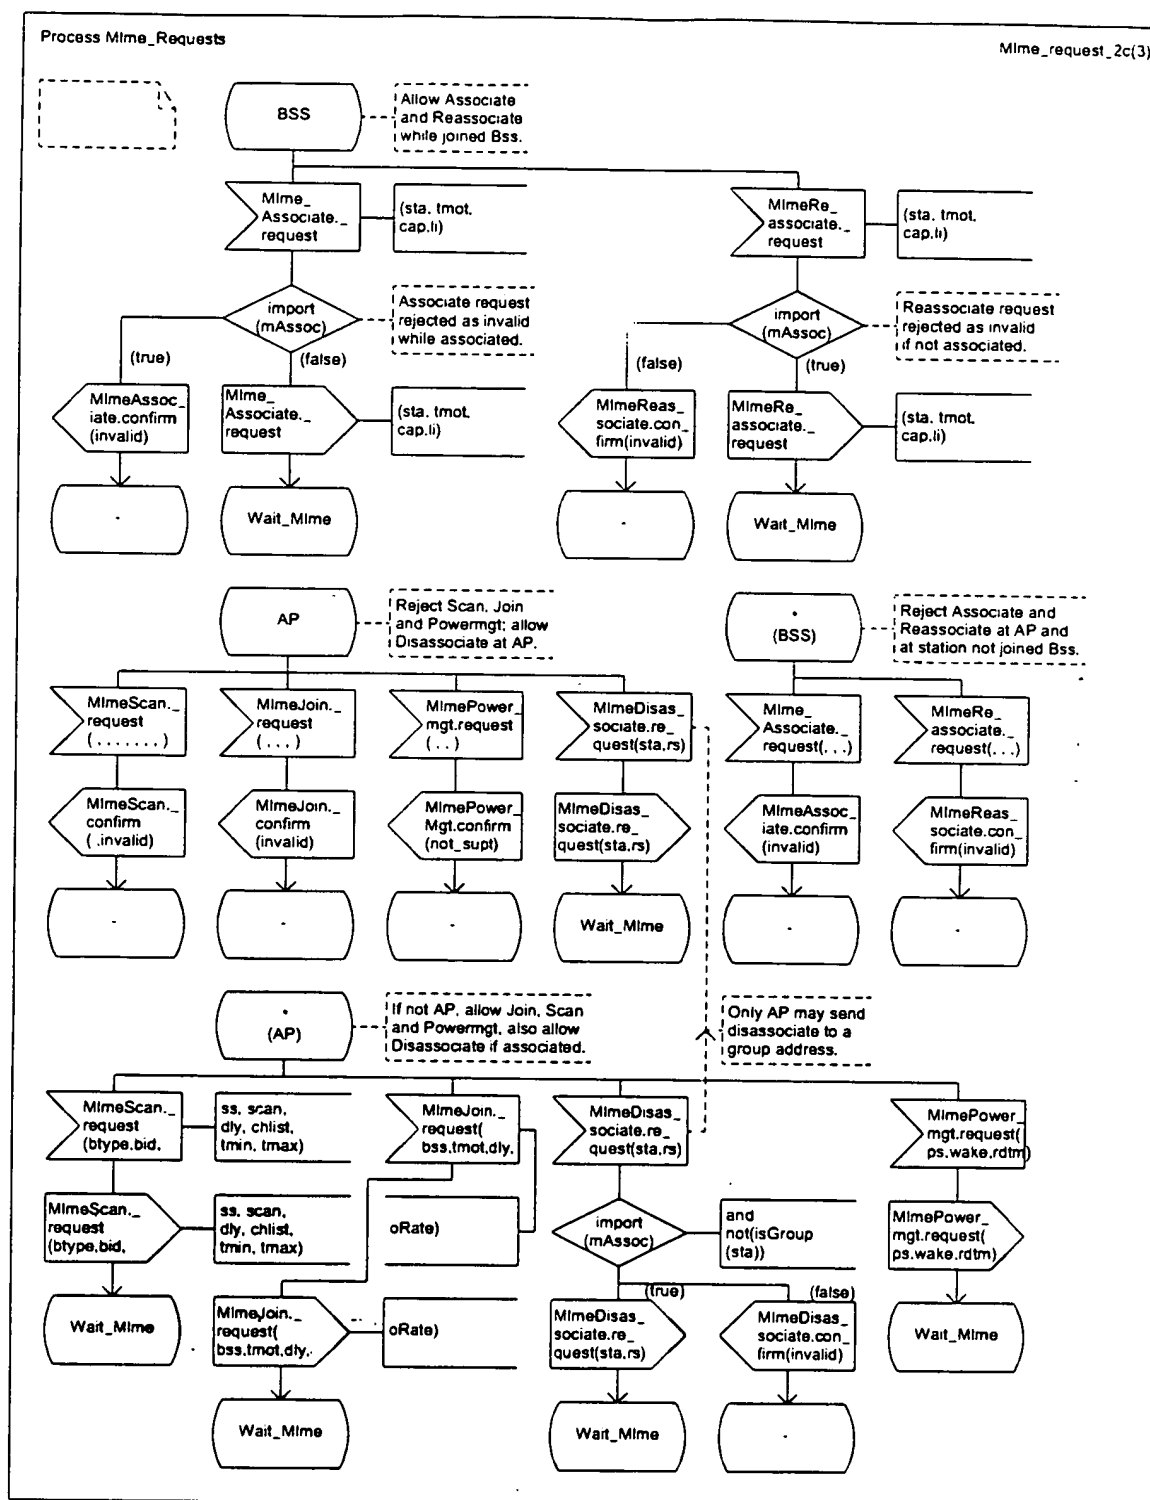 Process Mlme_Requests
Mlme_request_2c(3)
BSS
Allow Associate
and Reassociate
while joined Bss.
Mlme_
Associate._
request
(sta, tmot,
cap,li)
MlmeRe_
associate._
request
(sta, tmot,
cap,li)
import
(mAssoc)
Associate request
rejected as invalid
while associated.
import
(mAssoc)
Reassociate request
rejected as invalid
if not associated.
(true)
(false)
(false)
(true)
MlmeAssoc_
iate.confirm
(invalid)
Mlme_
Associate._
request
(sta, tmot,
cap,li)
MlmeReas_
sociate.con_
firm(invalid)
MlmeRe_
associate._
request
(sta, tmot,
cap,li)
-
Wait_Mlme
-
Wait_Mlme
AP
Reject Scan, Join
and Powermgt; allow
Disassociate at AP.
*
(BSS)
Reject Associate and
Reassociate at AP and
at station not joined Bss.
MlmeScan._
request
( , , , , , , , )
MlmeJoin._
request
( , , , )
MlmePower_
mgt.request
( , , )
MlmeDisas_
sociate.re_
quest(sta,rs)
Mlme_
Associate._
request(, , , )
MlmeRe_
associate._
request(, , , )
MlmeScan._
confirm
( ,invalid)
MlmeJoin._
confirm
(invalid)
MlmePower_
Mgt.confirm
(not_supt)
MlmeDisas_
sociate.re_
quest(sta,rs)
MlmeAssoc_
iate.confirm
(invalid)
MlmeReas_
sociate.con_
firm(invalid)
-
-
-
Wait_Mlme
-
-
*
(AP)
If not AP, allow Join, Scan
and Powermgt, also allow
Disassociate if associated.
Only AP may send
disassociate to a
group address.
MlmeScan._
request
(btype,bid,
ss, scan,
dly, chlist,
tmin, tmax)
MlmeJoin._
request(
bss,tmot,dly,
MlmeDisas_
sociate.re_
quest(sta,rs)
MlmePower_
mgt.request(
ps,wake,rdtm)
MlmeScan._
request
(btype,bid,
ss, scan,
dly, chlist,
tmin, tmax)
oRate)
import
(mAssoc)
and
not(isGroup
(sta))
MlmePower_
mgt.request(
ps,wake,rdtm)
(true)
(false)
Wait_Mlme
MlmeJoin._
request(
bss,tmot,dly,
oRate)
MlmeDisas_
sociate.re_
quest(sta,rs)
MlmeDisas_
sociate.con_
firm(invalid)
Wait_Mlme
Wait_Mlme
Wait_Mlme
-